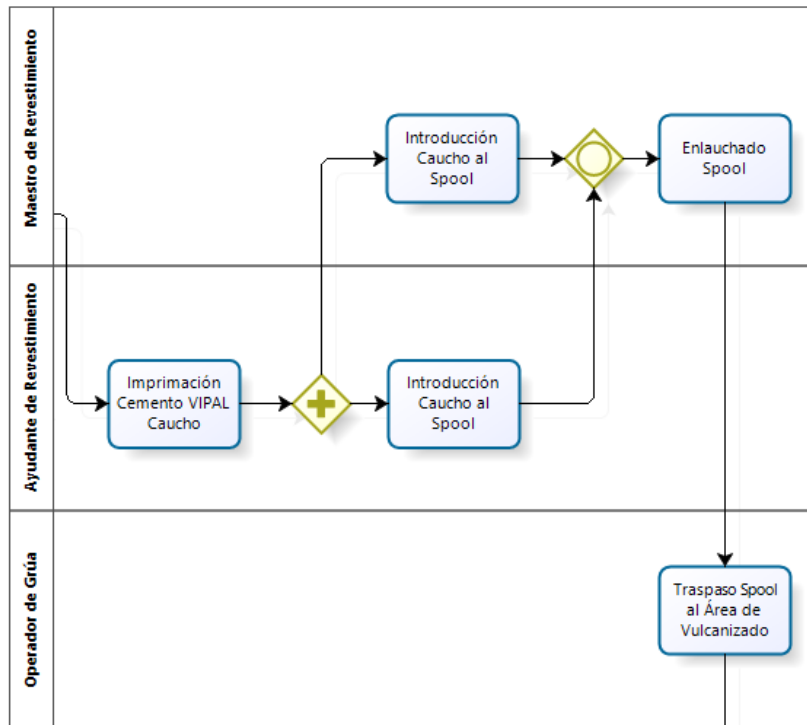 Maestro de Revestimiento
Introducción
Caucho al
Spool
Enlauchado
Spool
Ayudante de Revestimiento
Imprimación
Cemento VIPAL
Caucho
Introducción
Caucho al
Spool
Operador de Grúa
Traspaso Spool
al Área de
Vulcanizado